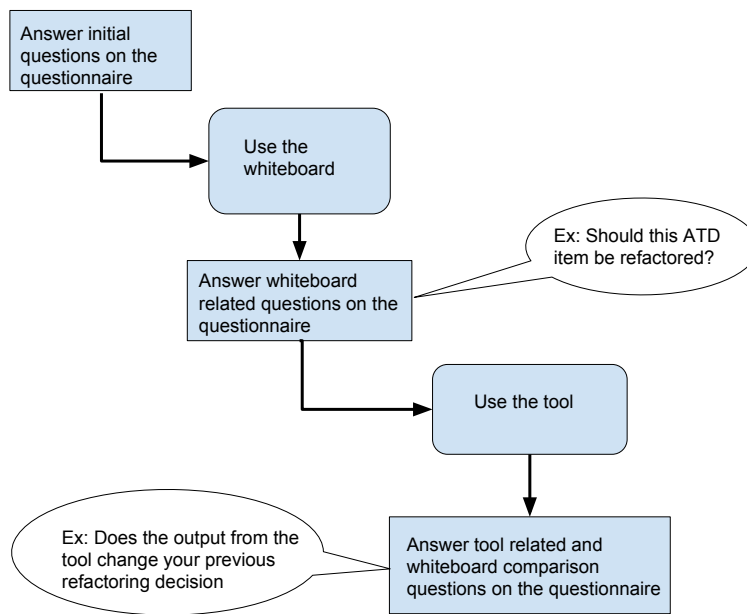 Answer initial
questions on the
questionnaire
Use the
whiteboard
Ex: Should this ATD
item be refactored?
Answer whiteboard
related questions on the
questionnaire
Use the tool
Ex: Does the output from the
tool change your previous
refactoring decision
Answer tool related and
whiteboard comparison
questions on the questionnaire